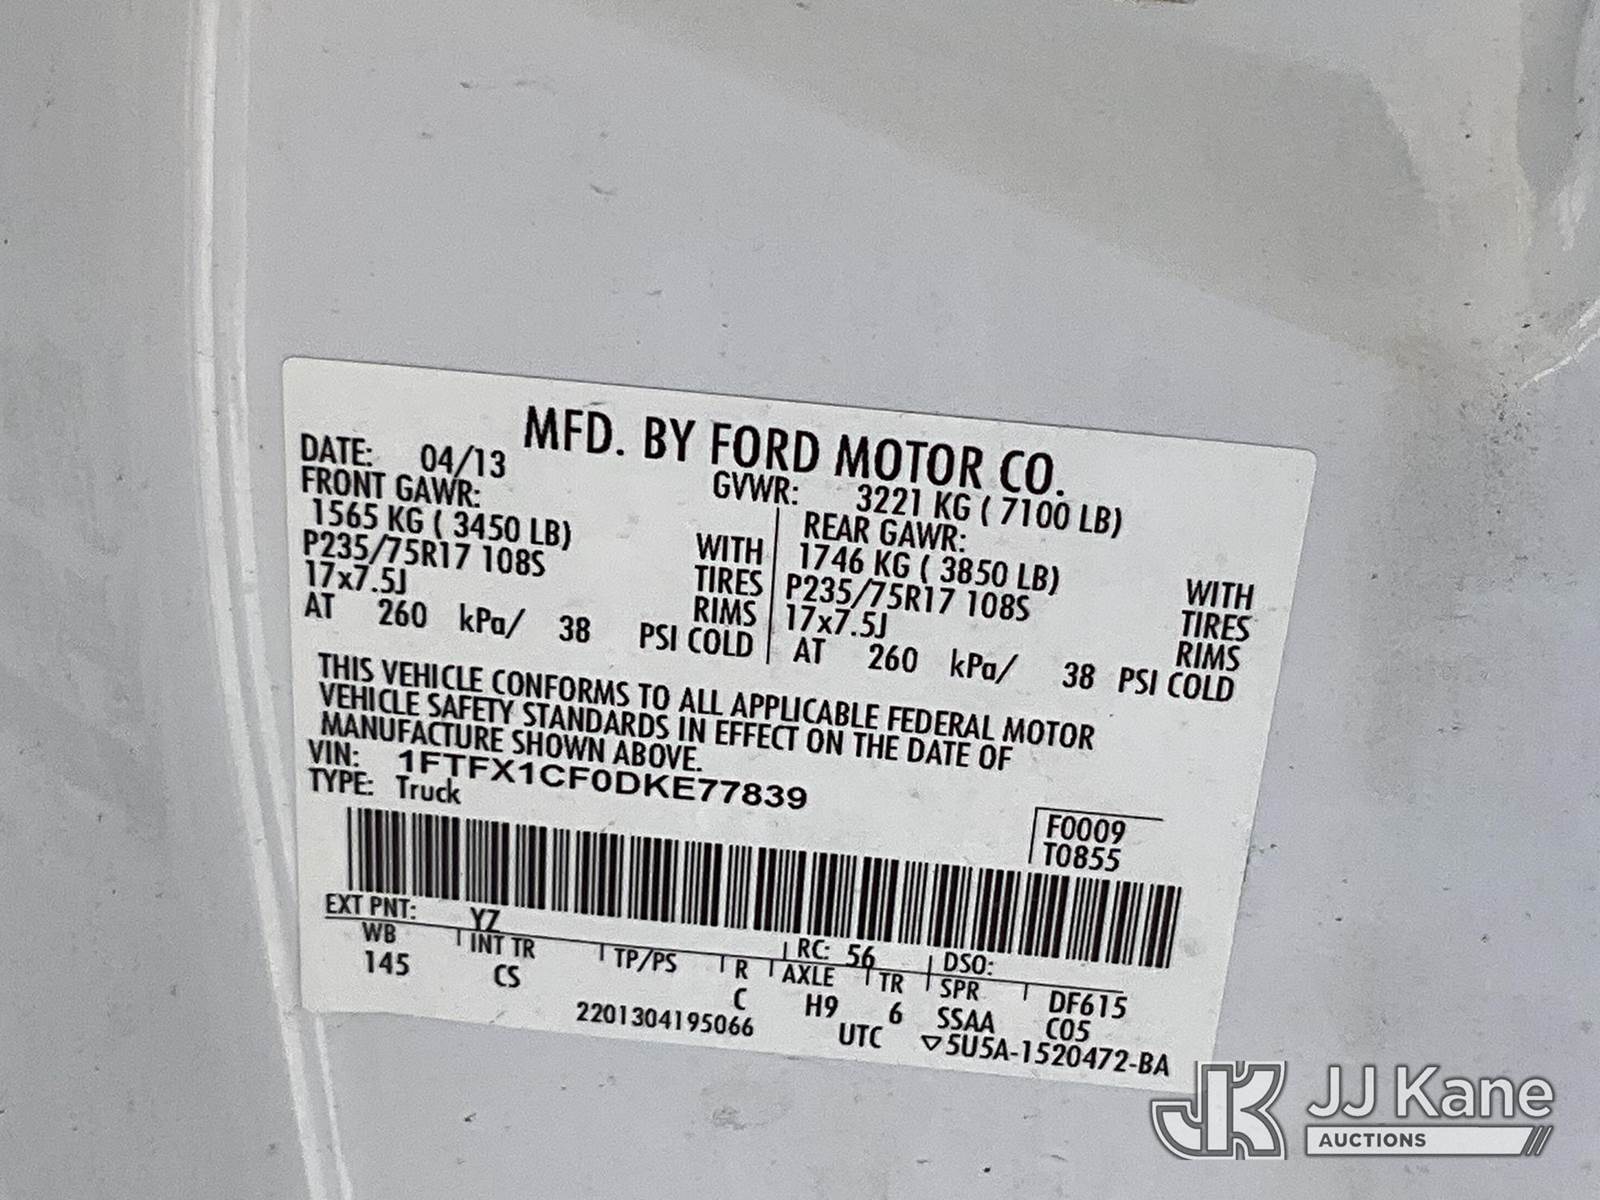 MFD. BY FORD MOTOR CO.
DATE: 04/13 GVWR: 3221 KG ( 7100 LB)
FRONT GAWR: REAR GAWR:
1565 KG ( 3450 LB) WITH 1746 KG ( 3850 LB) WITH
P235/75R17 108S TIRES P235/75R17 108S TIRES
17x7.5J RIMS 17x7.5J RIMS
AT 260 kPa/ 38 PSI COLD AT 260 kPa/ 38 PSI COLD
THIS VEHICLE CONFORMS TO ALL APPLICABLE FEDERAL MOTOR
VEHICLE SAFETY STANDARDS IN EFFECT ON THE DATE OF
MANUFACTURE SHOWN ABOVE.
VIN: 1FTFX1CF0DKE77839
TYPE: Truck
F0009
T0855
EXT PNT: YZ RC: 56 DSO:
WB INT TR TP/PS R AXLE TR SPR DF615
145 CS C H9 6 SSAA C05
2201304195066 UTC ▽5U5A-1520472-BA
JK JJ Kane
AUCTIONS